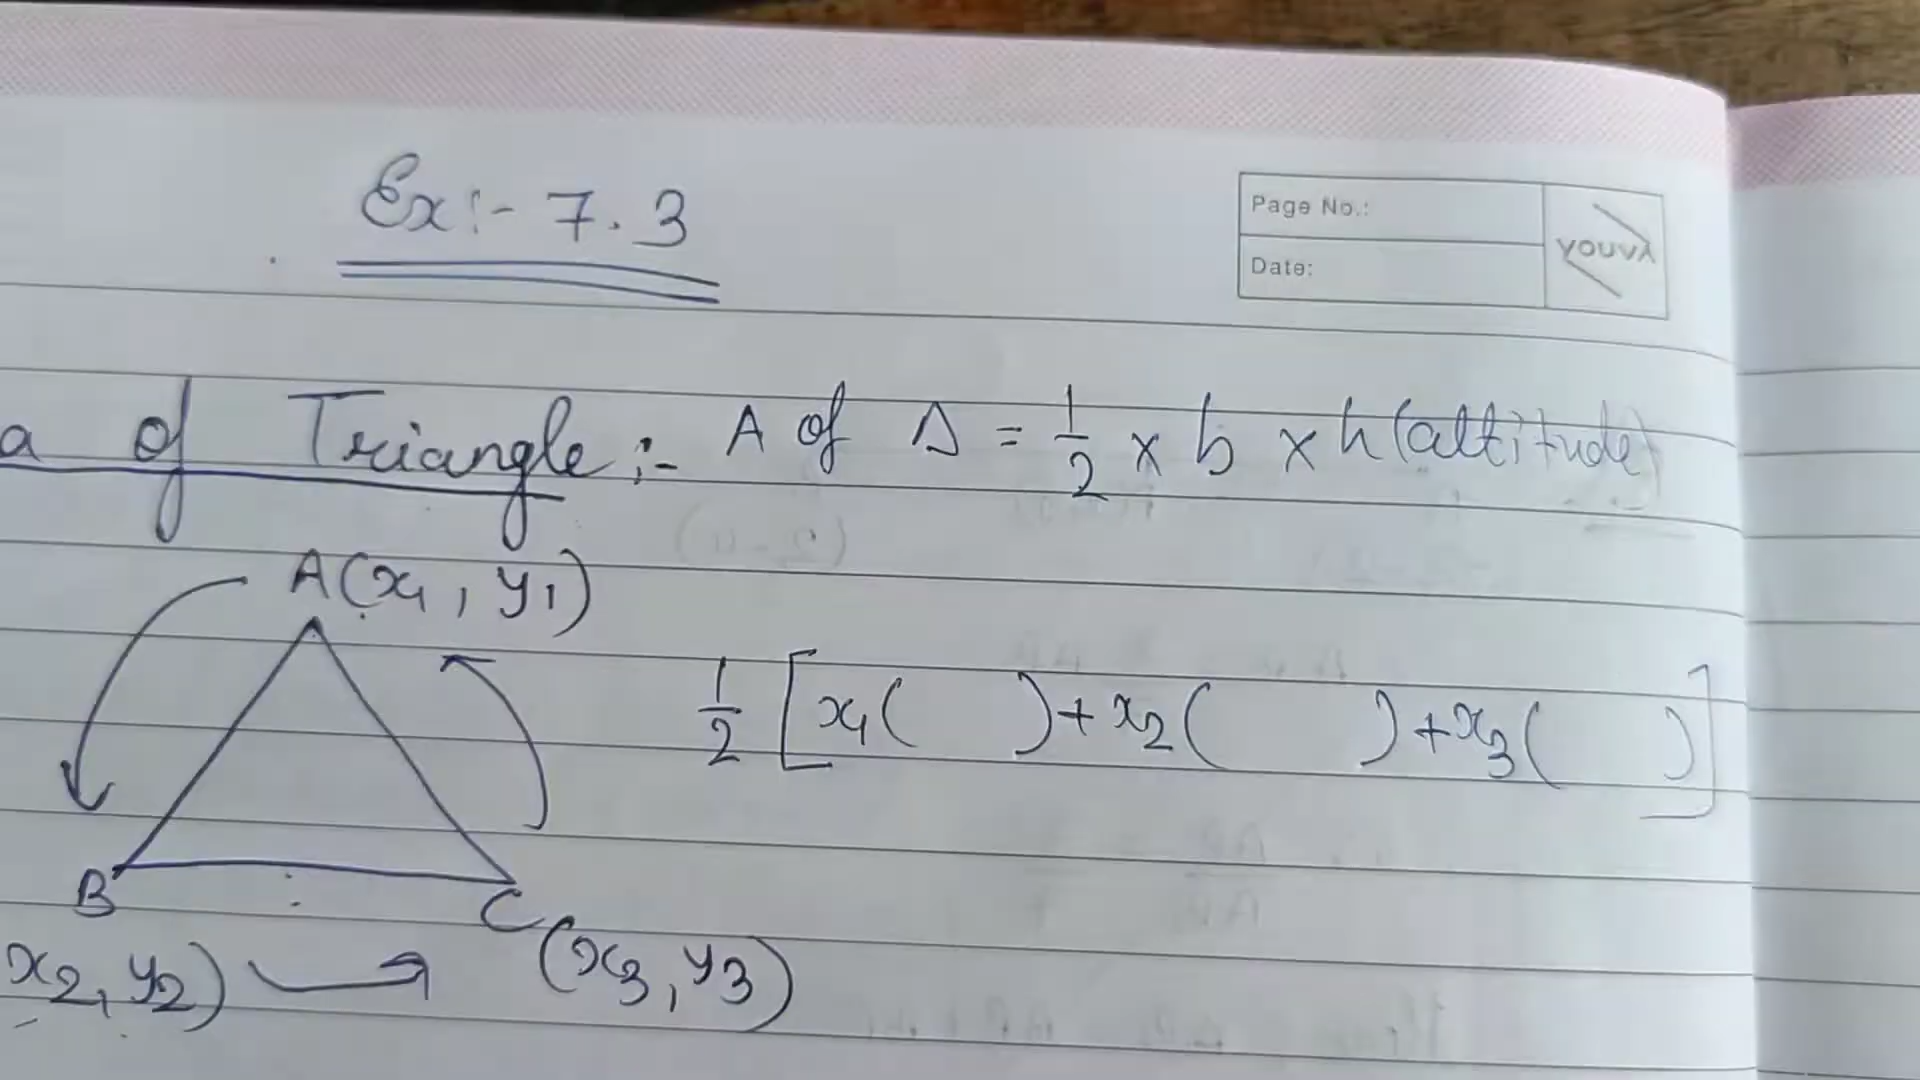 Ex:- 7.3
Page No.:
Date:
YOUVA
a of Triangle :- A of Δ = 1/2 × b × h (altitude)
A(x1, y1)
1/2 [x1( ) + x2( ) + x3( )]
B
C
x2, y2)
(x3, y3)